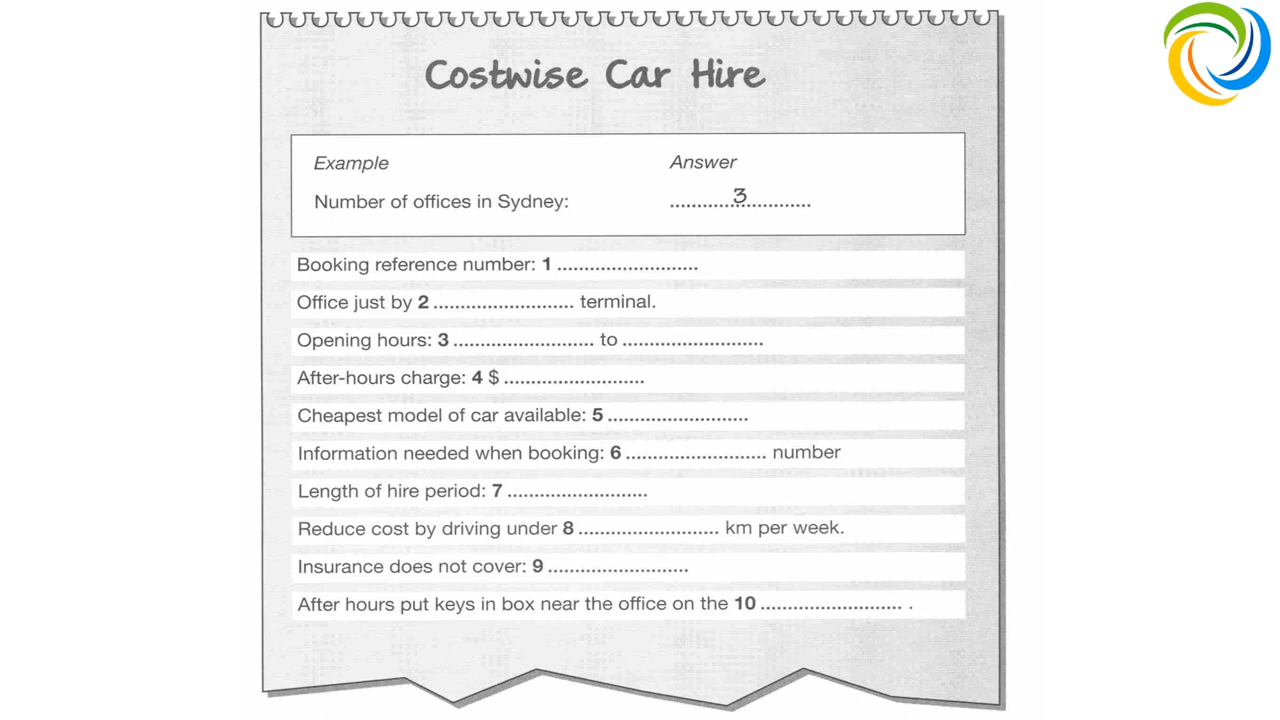 Costwise Car Hire
Example Answer
Number of offices in Sydney: ...........3............
Booking reference number: 1 ..........................
Office just by 2 .......................... terminal.
Opening hours: 3 .......................... to ..........................
After-hours charge: 4 $ ..........................
Cheapest model of car available: 5 ..........................
Information needed when booking: 6 .......................... number
Length of hire period: 7 ..........................
Reduce cost by driving under 8 .......................... km per week.
Insurance does not cover: 9 ..........................
After hours put keys in box near the office on the 10 .......................... .